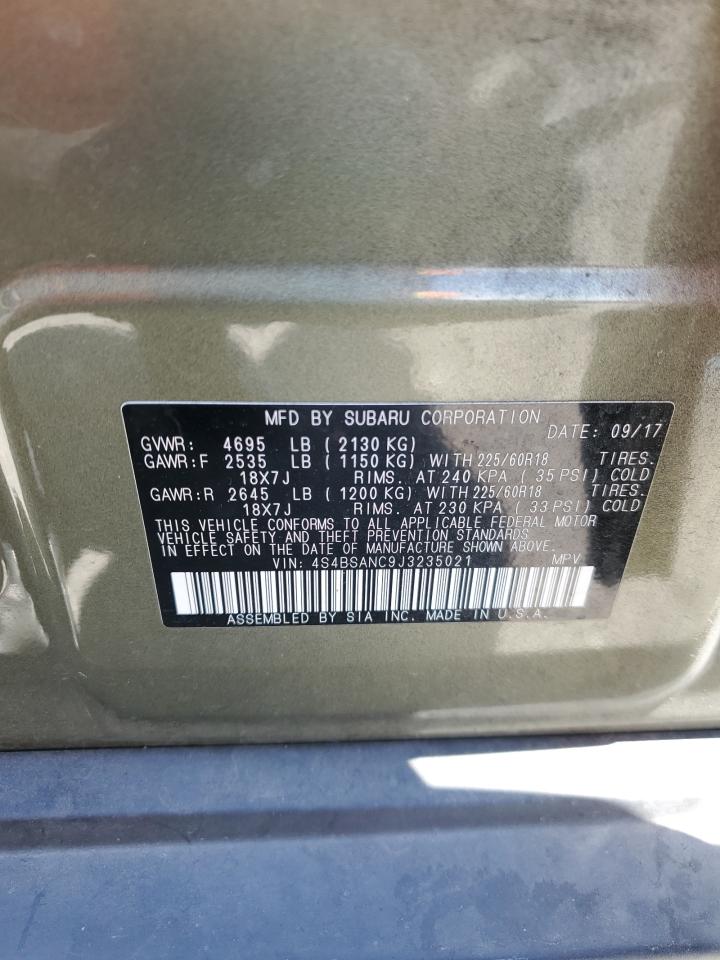 MFD BY SUBARU CORPORATION
DATE: 09/17
GVWR: 4695 LB (2130 KG)
GAWR:F 2535 LB (1150 KG) WITH 225/60R18 TIRES.
18X7J RIMS. AT 240 KPA (35 PSI) COLD
GAWR:R 2645 LB (1200 KG) WITH 225/60R18 TIRES.
18X7J RIMS. AT 230 KPA (33 PSI) COLD
THIS VEHICLE CONFORMS TO ALL APPLICABLE FEDERAL MOTOR
VEHICLE SAFETY AND THEFT PREVENTION STANDARDS
IN EFFECT ON THE DATE OF MANUFACTURE SHOWN ABOVE.
VIN: 4S4BSANC9J3235021 MPV
ASSEMBLED BY SIA INC. MADE IN U.S.A.